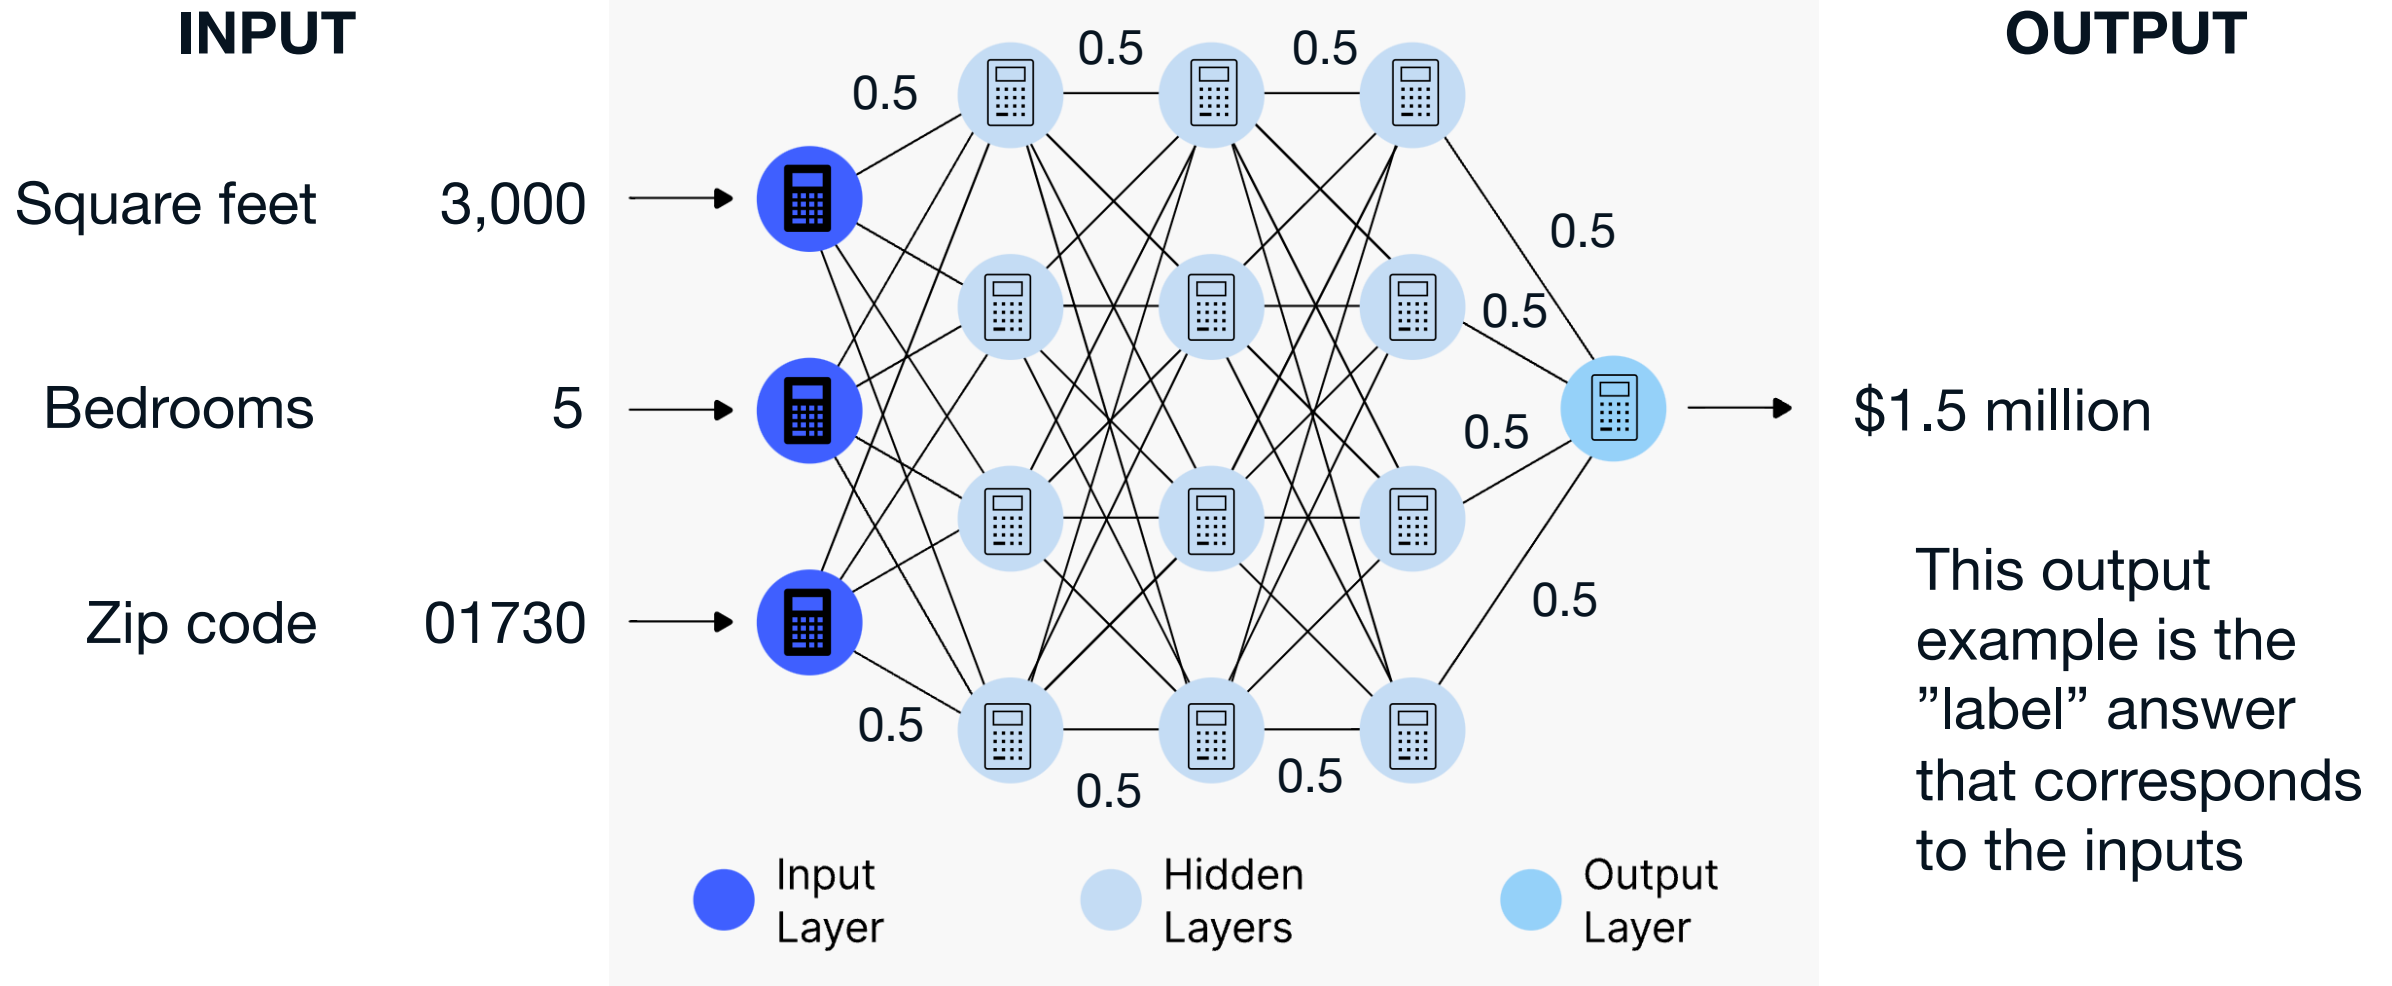 INPUT
OUTPUT
0.5
0.5
0.5
Square feet 3,000
0.5
0.5
Bedrooms 5
$1.5 million
0.5
Zip code 01730
0.5
0.5
0.5
0.5
This output
example is the
”label” answer
that corresponds
to the inputs
Input
Layer
Hidden
Layers
Output
Layer